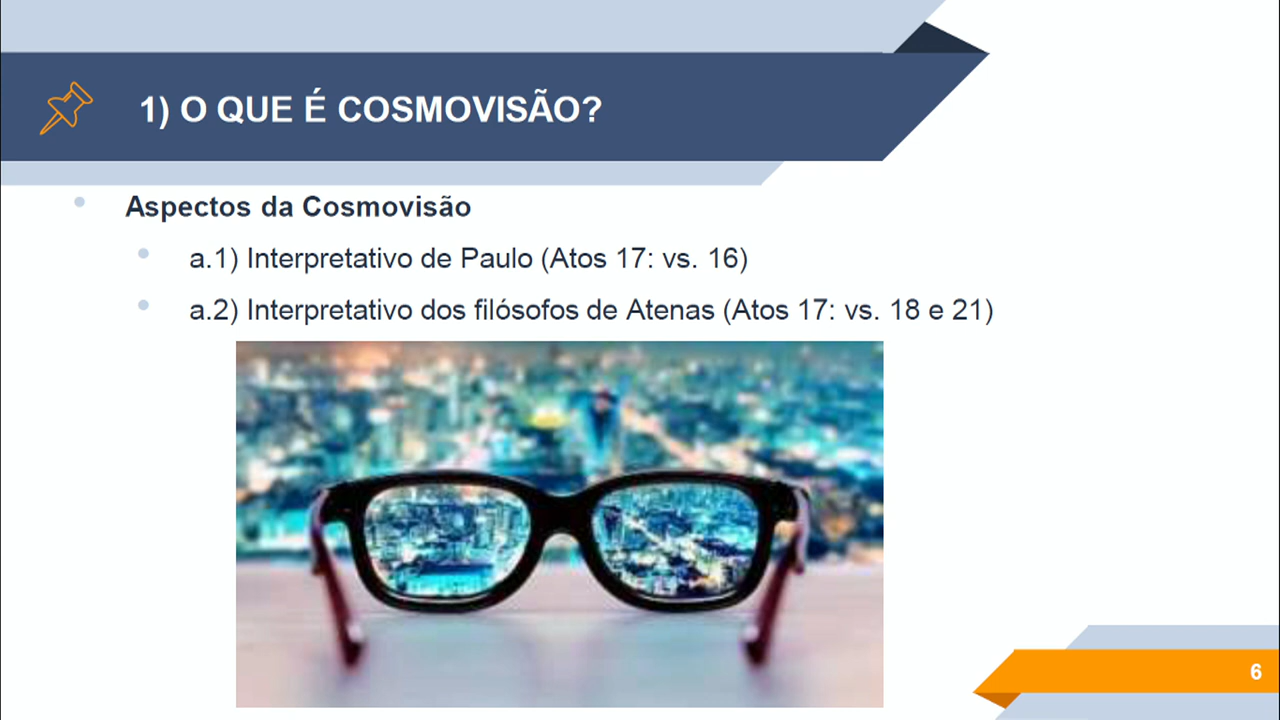 1) O QUE É COSMOVISÃO?
Aspectos da Cosmovisão
a.1) Interpretativo de Paulo (Atos 17: vs. 16)
a.2) Interpretativo dos filósofos de Atenas (Atos 17: vs. 18 e 21)
6